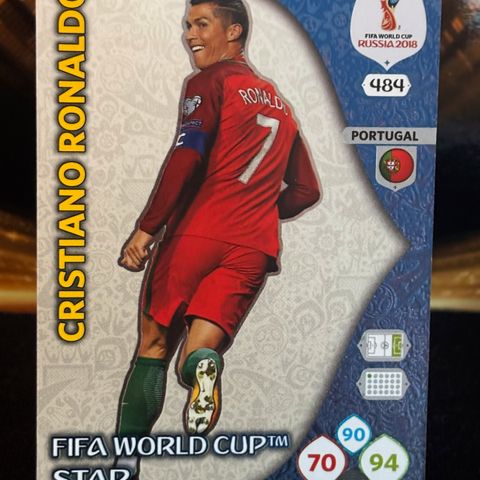 CRISTIANO RONALDO
FIFA WORLD CUP
RUSSIA 2018
484
PORTUGAL
RONALDO
7
C
FIFA WORLD CUP™
STAR
90
70
94